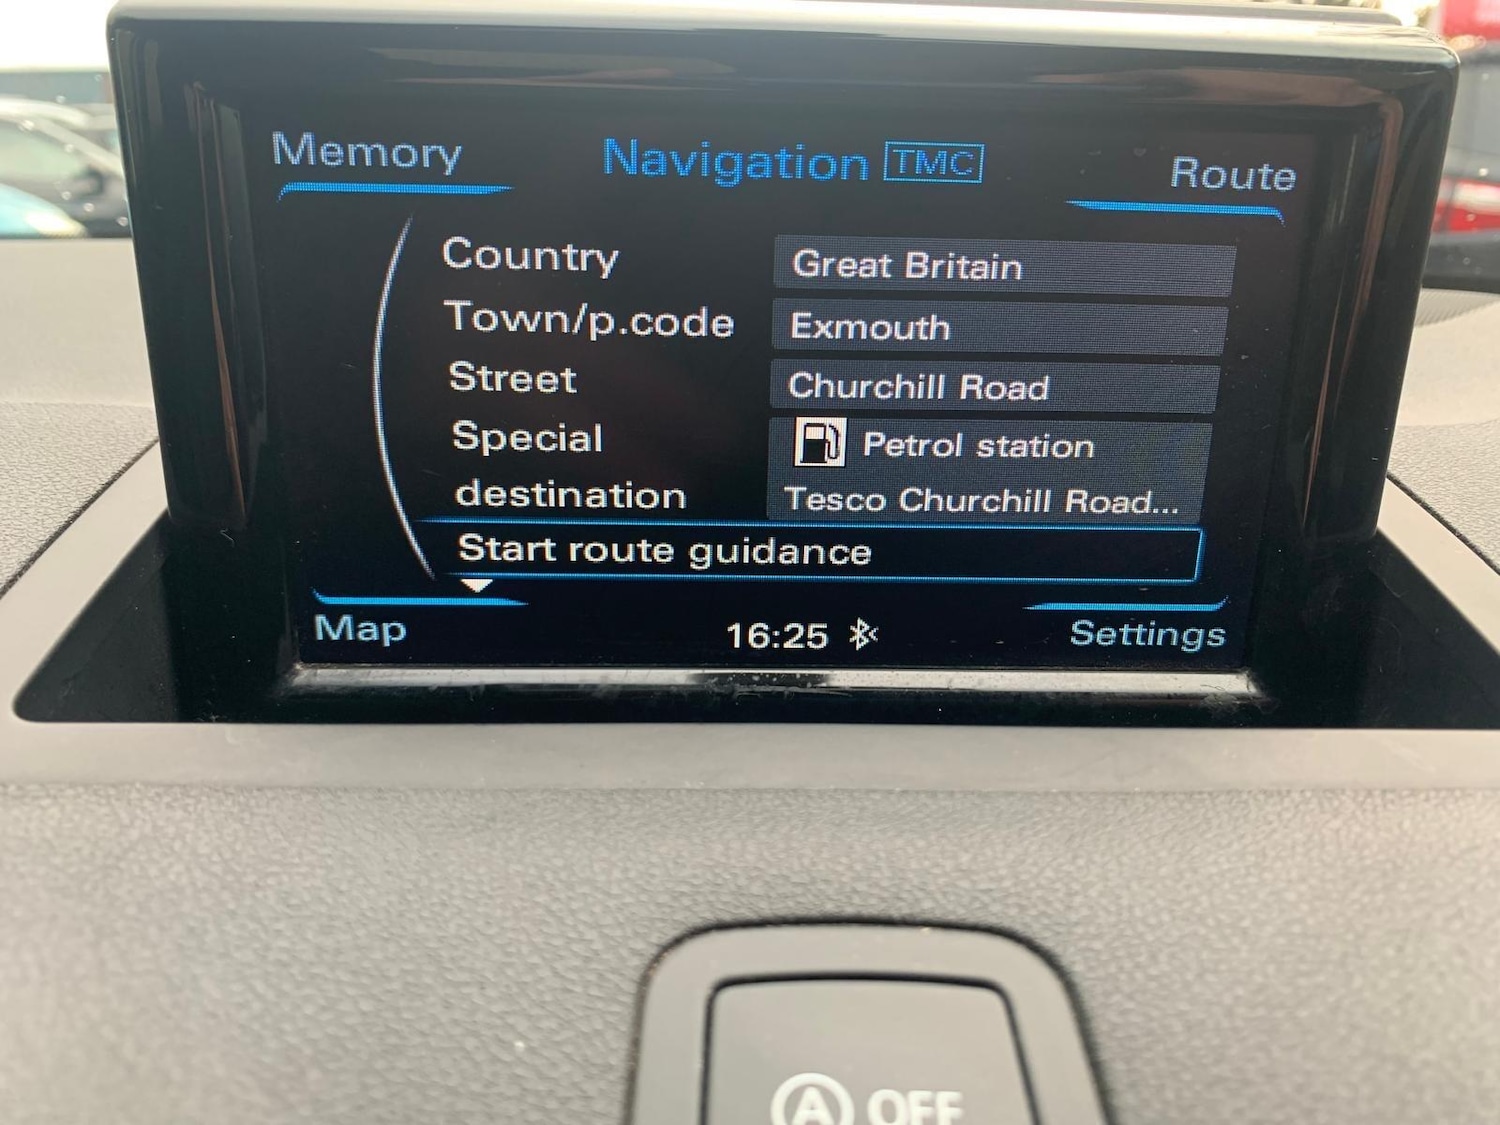 Memory
Navigation TMC
Route
Country Great Britain
Town/p.code Exmouth
Street Churchill Road
Special Petrol station
destination Tesco Churchill Road...
Start route guidance
Map
16:25
Settings
A OFF